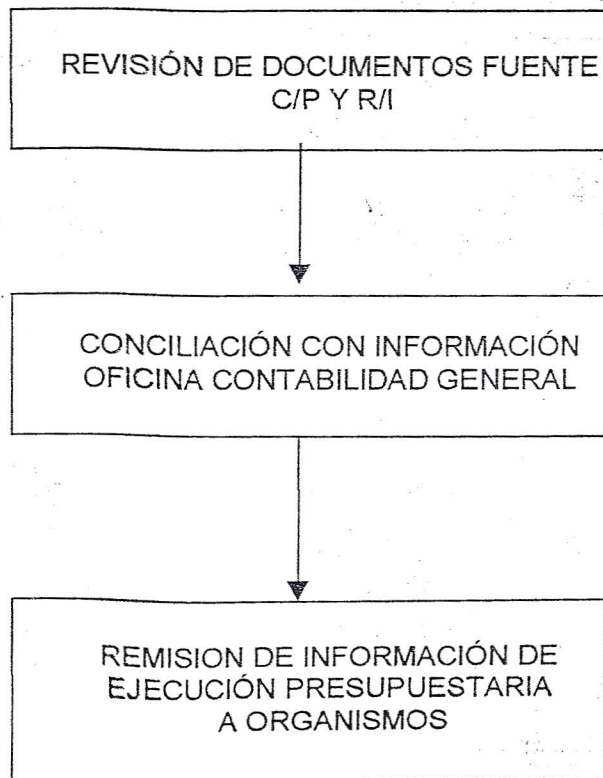 REVISIÓN DE DOCUMENTOS FUENTE
C/P Y R/I
CONCILIACIÓN CON INFORMACIÓN
OFICINA CONTABILIDAD GENERAL
REMISION DE INFORMACIÓN DE
EJECUCIÓN PRESUPUESTARIA
A ORGANISMOS